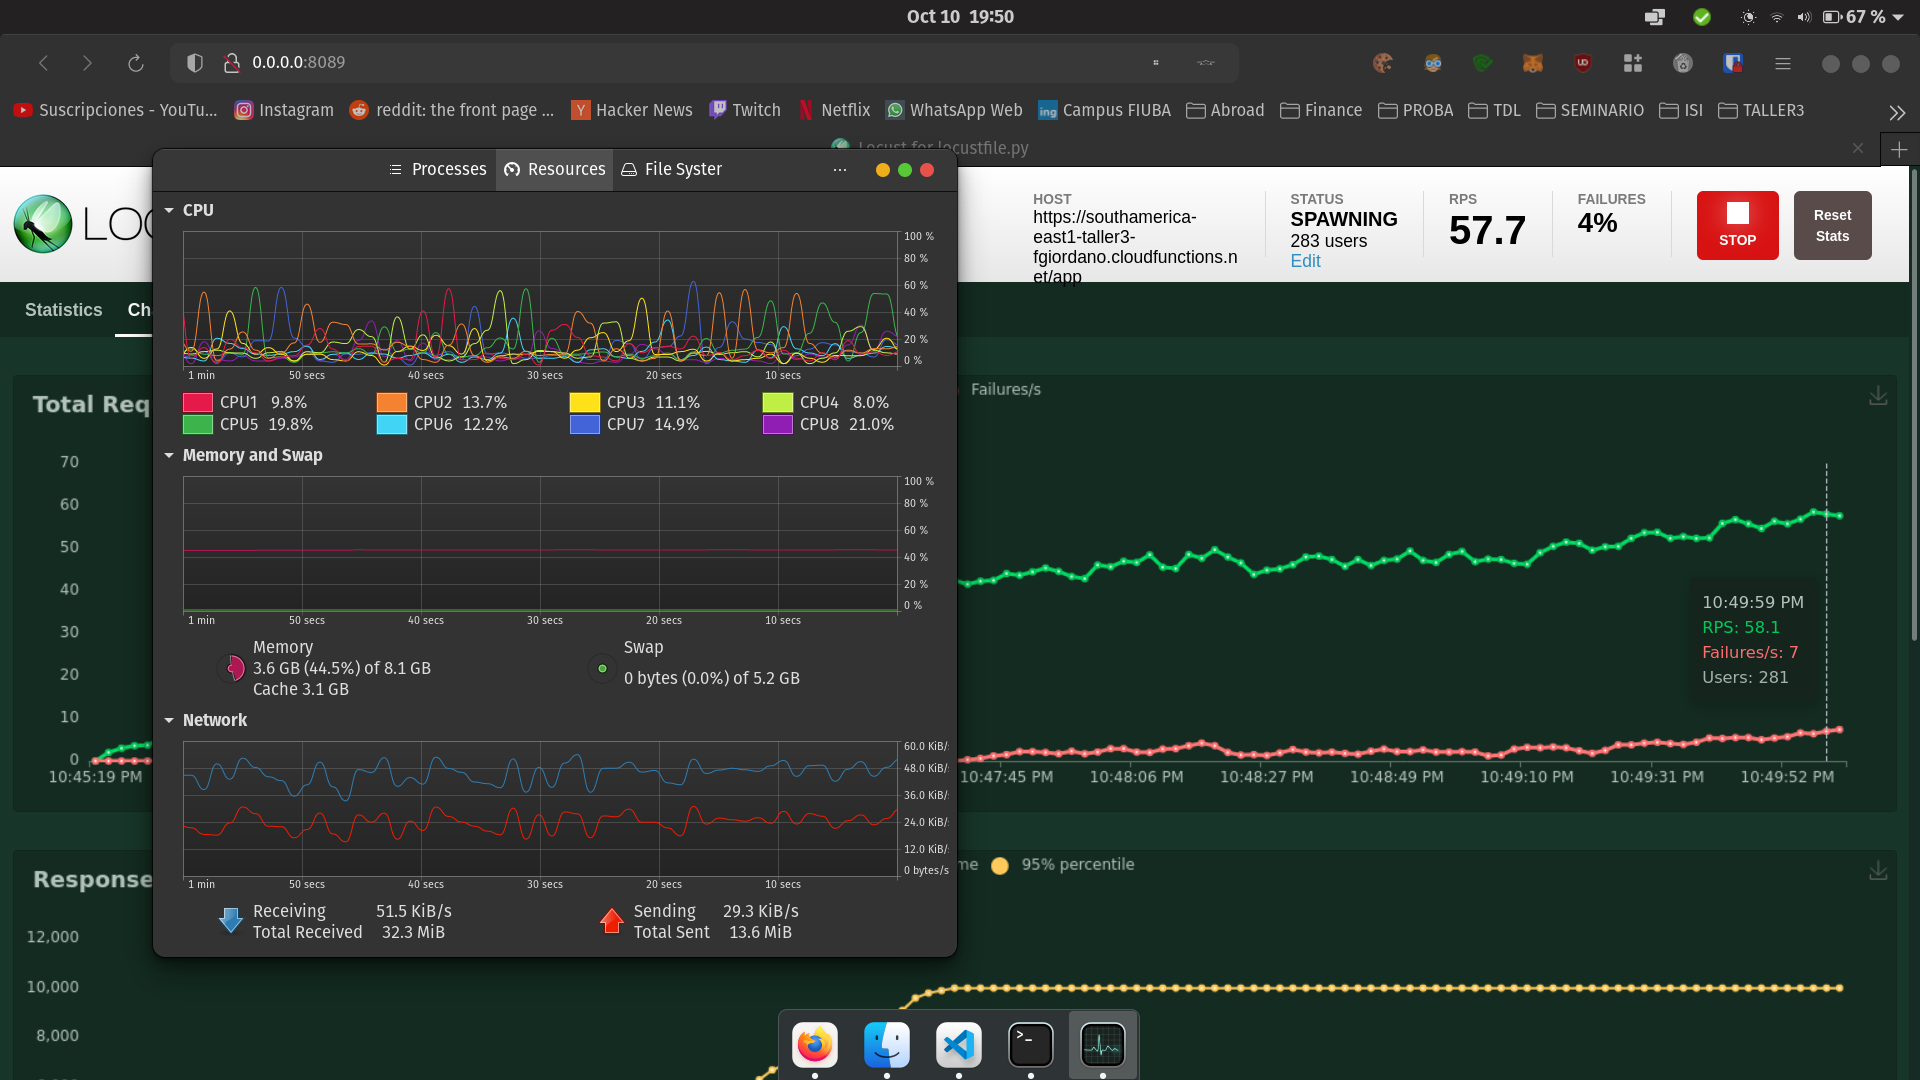 Oct 10 19:50
67 %
0.0.0.0:8089
Suscripciones - YouTu...
Instagram
reddit: the front page ...
Hacker News
Twitch
Netflix
WhatsApp Web
Campus FIUBA
Abroad
Finance
PROBA
TDL
SEMINARIO
ISI
TALLER3
Locust for locustfile.py
Processes
Resources
File Syster
LOC
HOST
https://southamerica-
east1-taller3-
fgiordano.cloudfunctions.n
et/app
STATUS
SPAWNING
283 users
Edit
RPS
57.7
FAILURES
4%
STOP
Reset
Stats
Statistics
Ch
CPU
100 %
80 %
60 %
40 %
20 %
0 %
1 min
50 secs
40 secs
30 secs
20 secs
10 secs
CPU1 9.8%
CPU2 13.7%
CPU3 11.1%
CPU4 8.0%
CPU5 19.8%
CPU6 12.2%
CPU7 14.9%
CPU8 21.0%
Memory and Swap
100 %
80 %
60 %
40 %
20 %
0 %
1 min
50 secs
40 secs
30 secs
20 secs
10 secs
Memory
3.6 GB (44.5%) of 8.1 GB
Cache 3.1 GB
Swap
0 bytes (0.0%) of 5.2 GB
Network
60.0 KiB/
48.0 KiB/
36.0 KiB/
24.0 KiB/
12.0 KiB/
0 bytes/s
1 min
50 secs
40 secs
30 secs
20 secs
10 secs
Receiving 51.5 KiB/s
Total Received 32.3 MiB
Sending 29.3 KiB/s
Total Sent 13.6 MiB
Total Req
Failures/s
70
60
50
40
30
20
10
0
10:45:19 PM
10:47:45 PM
10:48:06 PM
10:48:27 PM
10:48:49 PM
10:49:10 PM
10:49:31 PM
10:49:52 PM
10:49:59 PM
RPS: 58.1
Failures/s: 7
Users: 281
Response
me
95% percentile
12,000
10,000
8,000